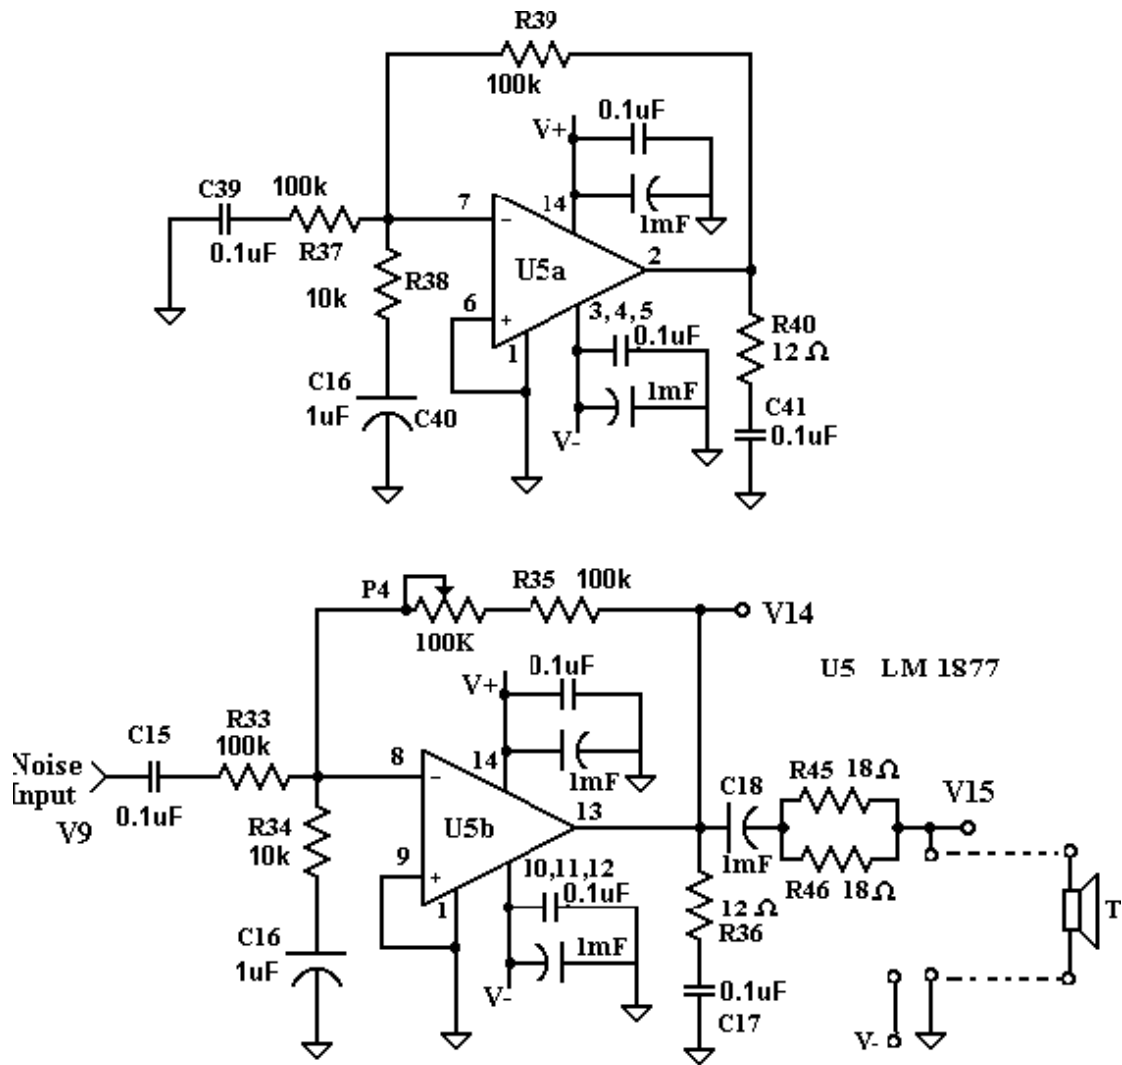 R39
100k
0.1uF
V+
C39
100k
7
14
1mF
0.1uF
R37
U5a
2
R38
10k
6
3, 4, 5
R40
0.1uF
12 Ω
1
C16
1mF
C41
1uF
C40
V-
0.1uF
P4
R35
100k
V14
100K
0.1uF
U5 LM 1877
V+
R33
C15
100k
8
14
Noise
Input
1mF
C18
R45
18Ω
V15
0.1uF
13
V9
R34
U5b
10k
9
10,11,12
1mF
R46
18Ω
0.1uF
12 Ω
1
T
C16
R36
1mF
1uF
V-
0.1uF
C17
V-